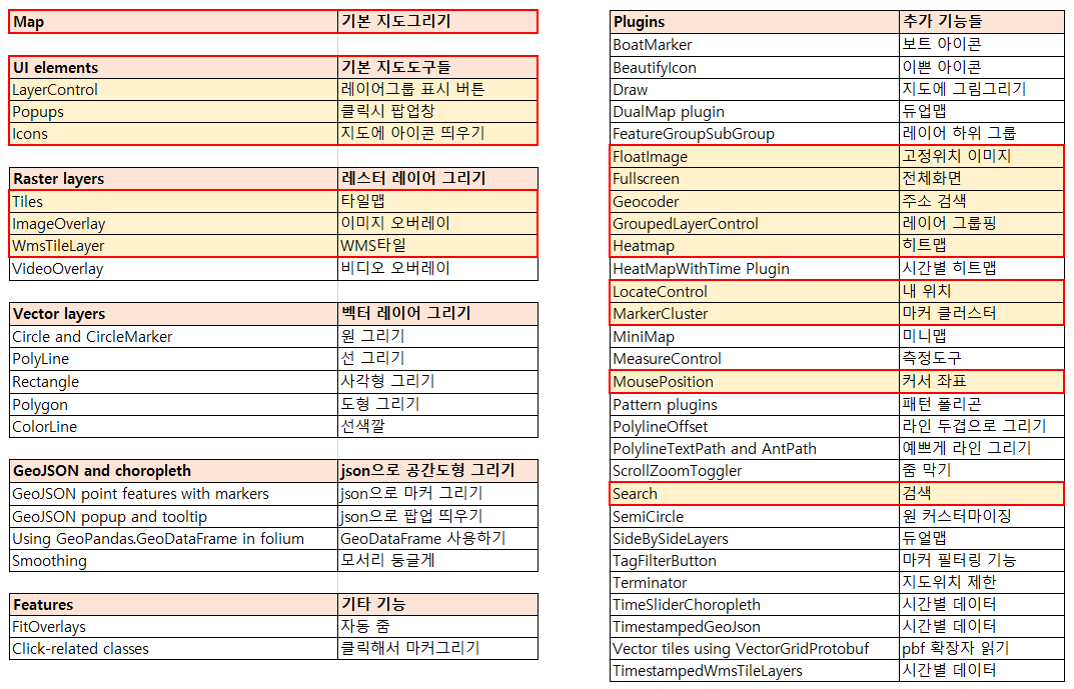 Map 기본 지도그리기
UI elements 기본 지도도구들
LayerControl 레이어그룹 표시 버튼
Popups 클릭시 팝업창
Icons 지도에 아이콘 띄우기
Raster layers 레스터 레이어 그리기
Tiles 타일맵
ImageOverlay 이미지 오버레이
WmsTileLayer WMS타일
VideoOverlay 비디오 오버레이
Vector layers 벡터 레이어 그리기
Circle and CircleMarker 원 그리기
PolyLine 선 그리기
Rectangle 사각형 그리기
Polygon 도형 그리기
ColorLine 선색깔
GeoJSON and choropleth json으로 공간도형 그리기
GeoJSON point features with markers json으로 마커 그리기
GeoJSON popup and tooltip json으로 팝업 띄우기
Using GeoPandas.GeoDataFrame in folium GeoDataFrame 사용하기
Smoothing 모서리 둥글게
Features 기타 기능
FitOverlays 자동 줌
Click-related classes 클릭해서 마커그리기
Plugins 추가 기능들
BoatMarker 보트 아이콘
BeautifyIcon 이쁜 아이콘
Draw 지도에 그림그리기
DualMap plugin 듀업맵
FeatureGroupSubGroup 레이어 하위 그룹
FloatImage 고정위치 이미지
Fullscreen 전체화면
Geocoder 주소 검색
GroupedLayerControl 레이어 그룹핑
Heatmap 히트맵
HeatMapWithTime Plugin 시간별 히트맵
LocateControl 내 위치
MarkerCluster 마커 클러스터
MiniMap 미니맵
MeasureControl 측정도구
MousePosition 커서 좌표
Pattern plugins 패턴 폴리곤
PolylineOffset 라인 두겹으로 그리기
PolylineTextPath and AntPath 예쁘게 라인 그리기
ScrollZoomToggler 줌 막기
Search 검색
SemiCircle 원 커스터마이징
SideBySideLayers 듀얼맵
TagFilterButton 마커 필터링 기능
Terminator 지도위치 제한
TimeSliderChoropleth 시간별 데이터
TimestampedGeoJson 시간별 데이터
Vector tiles using VectorGridProtobuf pbf 확장자 읽기
TimestampedWmsTileLayers 시간별 데이터